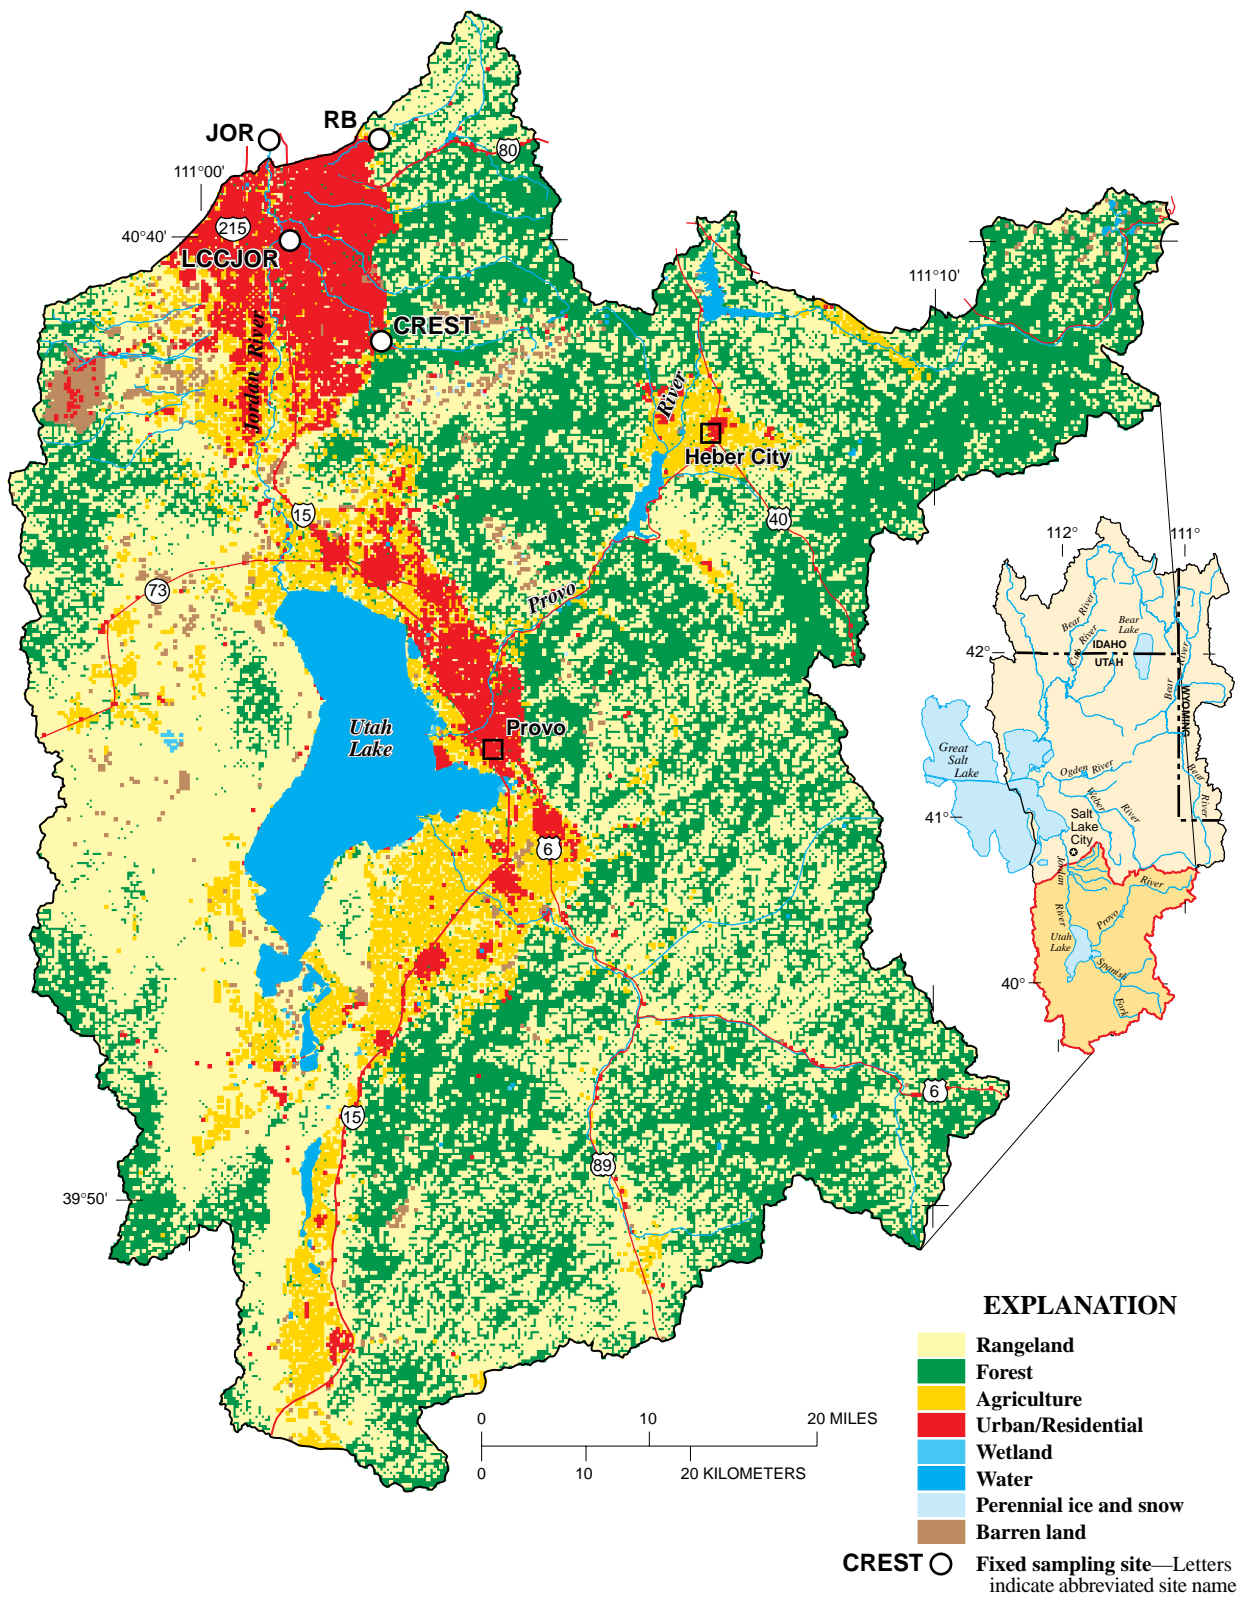 JOR
RB
111°00'
80
215
40°40'
LCCJOR
111°10'
CREST
Jordan River
River
Heber City
15
40
73
Provo
Utah
Lake
Provo
6
15
6
89
39°50'
112°
111°
Bear River
Cub River
Bear
Lake
IDAHO
UTAH
42°
River
Bear
WYOMING
Great
Salt
Lake
Ogden River
Weber
River
Bear
River
41°
Salt
Lake
City
Jordan
River
River
Provo
Utah
Lake
Spanish
Fork
40°
EXPLANATION
Rangeland
Forest
Agriculture
Urban/Residential
Wetland
Water
Perennial ice and snow
Barren land
CREST Fixed sampling site—Letters
indicate abbreviated site name
0 10 20 MILES
0 10 20 KILOMETERS